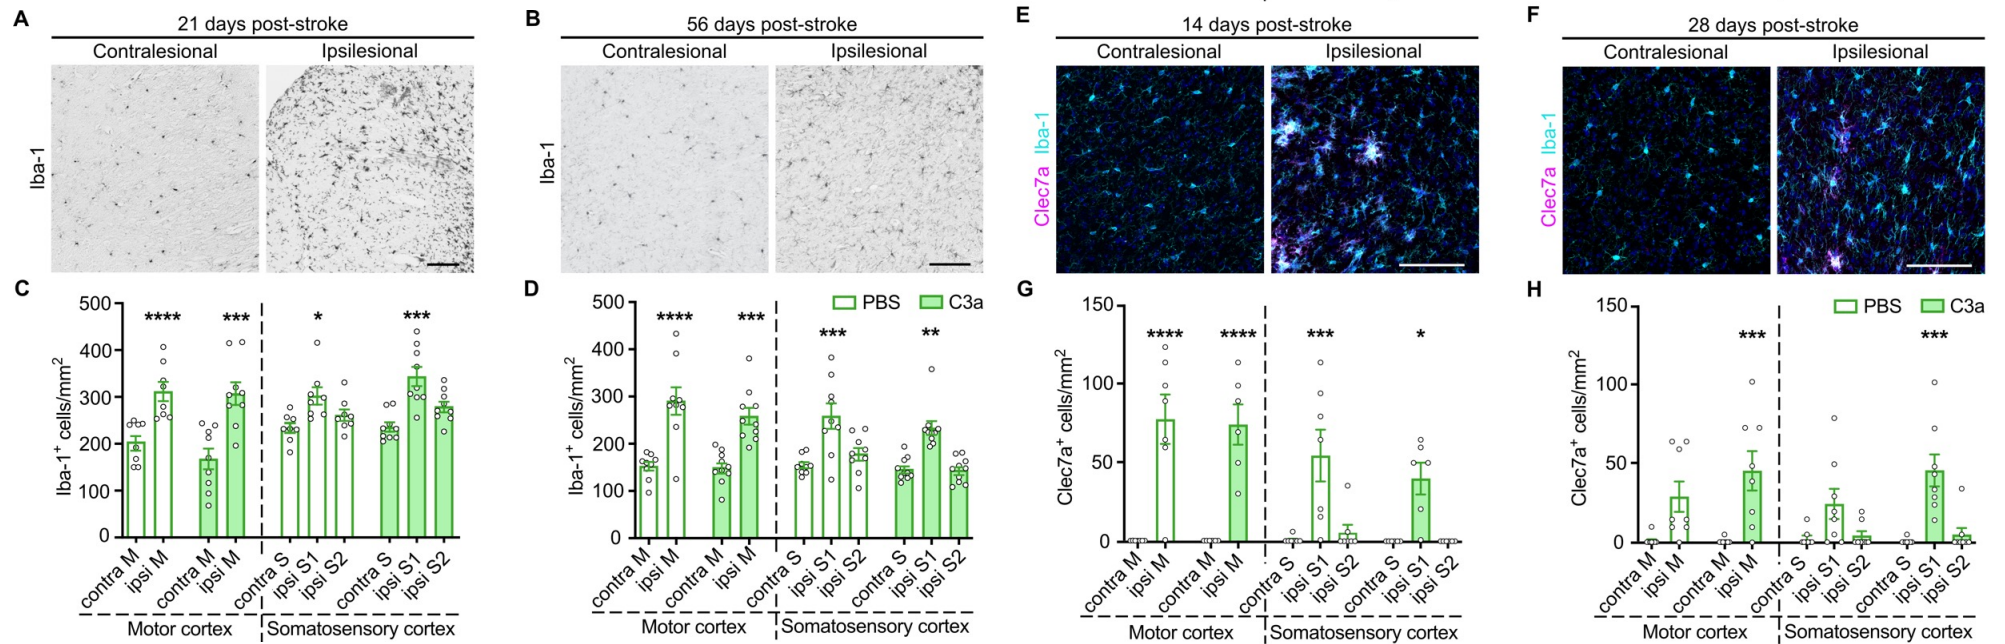 A
21 days post-stroke
Contralesional Ipsilesional
Iba-1
B
56 days post-stroke
Contralesional Ipsilesional
Iba-1
E
14 days post-stroke
Contralesional Ipsilesional
Clec7a Iba-1
F
28 days post-stroke
Contralesional Ipsilesional
Clec7a Iba-1
C
Iba-1+ cells/mm2
500
400
300
200
100
0
**** *** * ***
contra M ipsi M contra M ipsi M contra S ipsi S1 ipsi S2 contra S ipsi S1 ipsi S2
Motor cortex Somatosensory cortex
D
PBS C3a
Iba-1+ cells/mm2
500
400
300
200
100
0
**** *** *** **
contra M ipsi M contra M ipsi M contra S ipsi S1 ipsi S2 contra S ipsi S1 ipsi S2
Motor cortex Somatosensory cortex
G
Clec7a+ cells/mm2
150
100
50
0
**** **** *** *
contra M ipsi M contra M ipsi M contra S ipsi S1 ipsi S2 contra S ipsi S1 ipsi S2
Motor cortex Somatosensory cortex
H
PBS C3a
Clec7a+ cells/mm2
150
100
50
0
*** ***
contra M ipsi M contra M ipsi M contra S ipsi S1 ipsi S2 contra S ipsi S1 ipsi S2
Motor cortex Somatosensory cortex